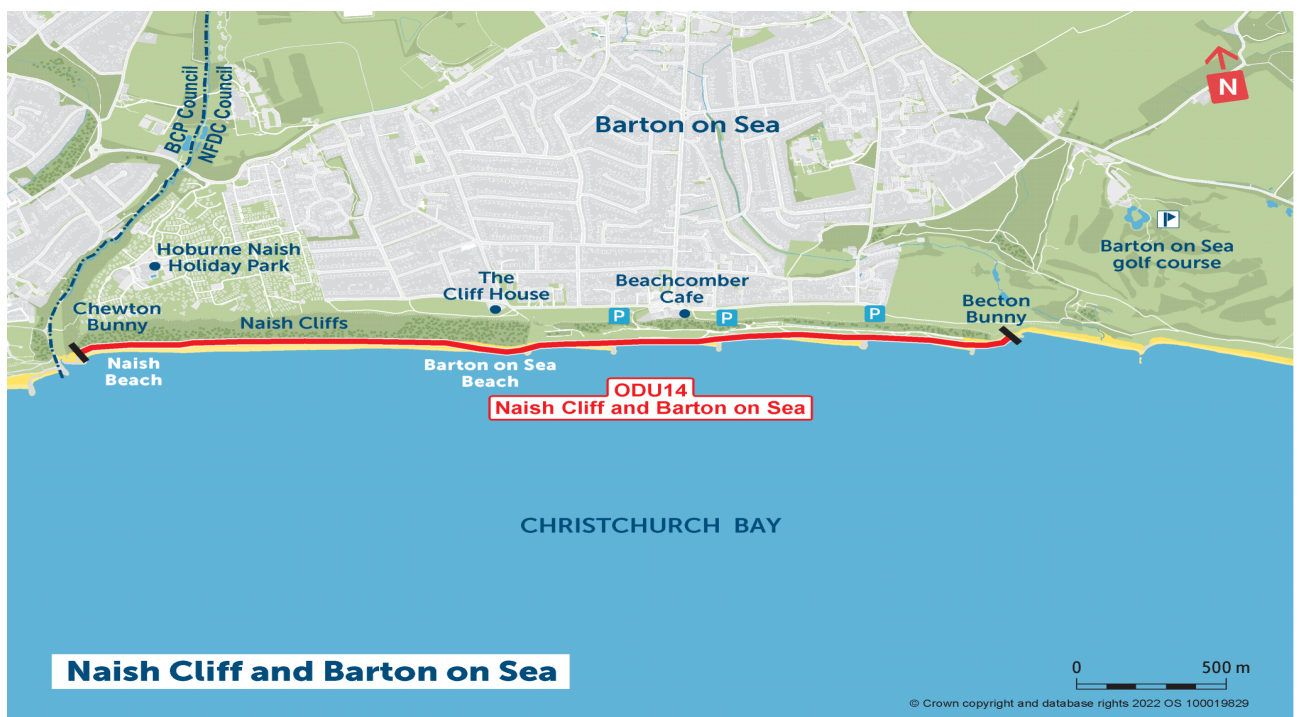 BCP Council
NFDC Council
N
Barton on Sea
Hoburne Naish
Holiday Park
The
Cliff House
Beachcomber
Cafe
Barton on Sea
golf course
Chewton
Bunny
Naish Cliffs
P
P
P
Becton
Bunny
Naish
Beach
Barton on Sea
Beach
ODU14
Naish Cliff and Barton on Sea
CHRISTCHURCH BAY
Naish Cliff and Barton on Sea
0 500 m
© Crown copyright and database rights 2022 OS 100019829